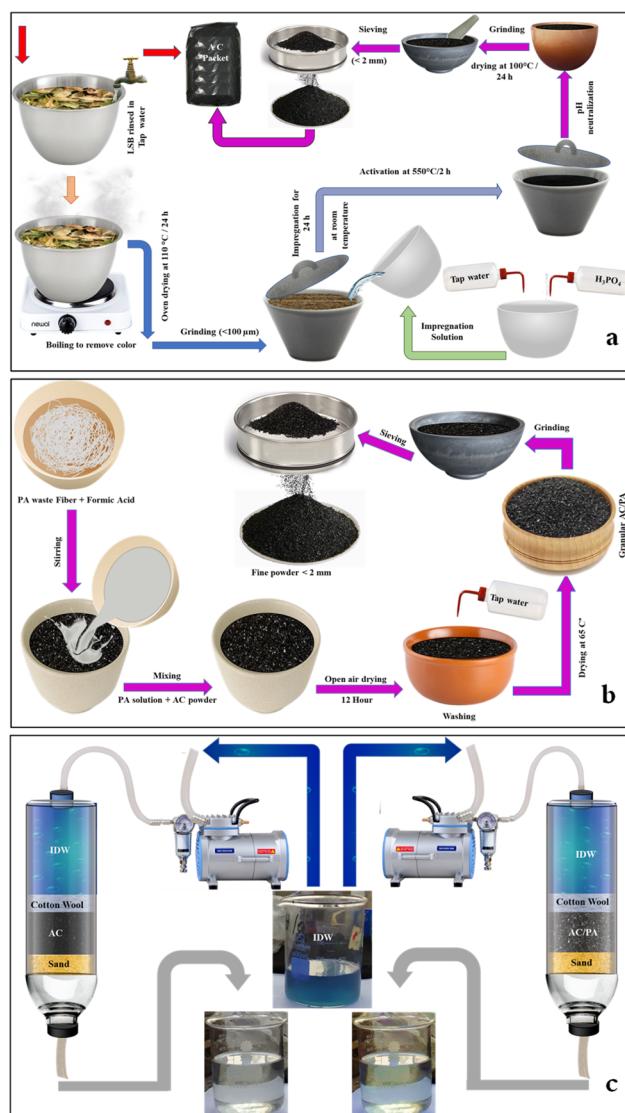 A C
Packet
Sieving
(< 2 mm)
Grinding
drying at 100°C /
24 h
LSB rinsed in
Tap water
pH
neutralization
Activation at 550°C/2 h
Impregnation for
24 h
at room
temperature
Oven drying at 110 °C / 24 h
Tap water
H₃PO₄
newal
Boiling to remove color
Grinding (<100 µm)
Impregnation
Solution
a
PA waste Fiber + Formic Acid
Sieving
Grinding
Granular AC/PA
Stirring
Fine powder < 2 mm
Tap water
Drying at 65 C°
Mixing
PA solution + AC powder
Open air drying
12 Hour
Washing
b
IDW
Cotton Wool
AC
Sand
IDW
IDW
Cotton Wool
AC/PA
Sand
c